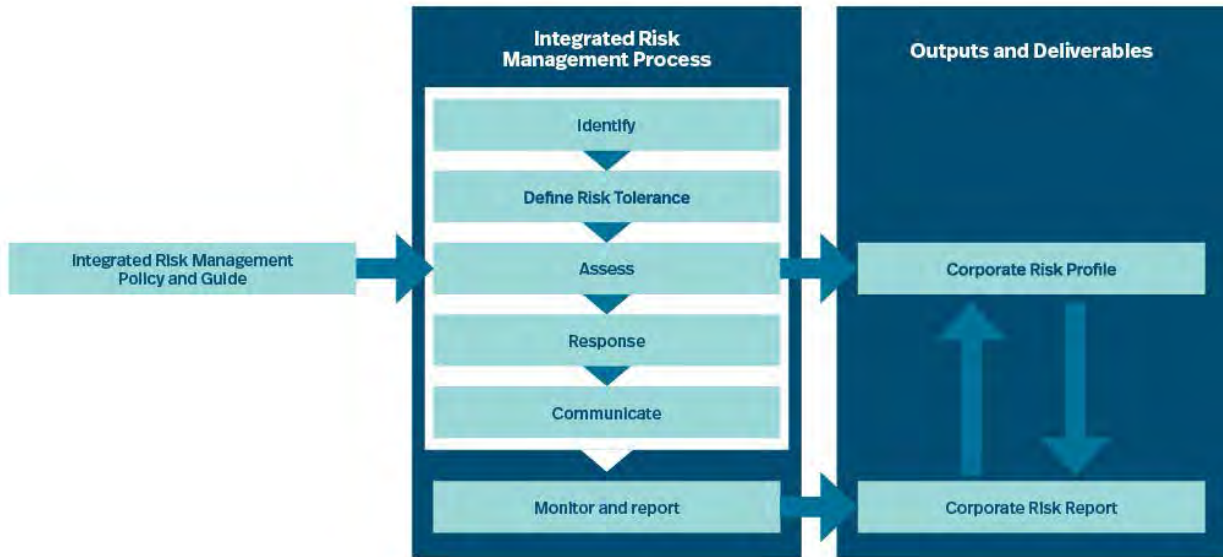 Integrated Risk
Management Process
Outputs and Deliverables
Identify
Define Risk Tolerance
Integrated Risk Management
Policy and Guide
Assess
Corporate Risk Profile
Response
Communicate
Monitor and report
Corporate Risk Report